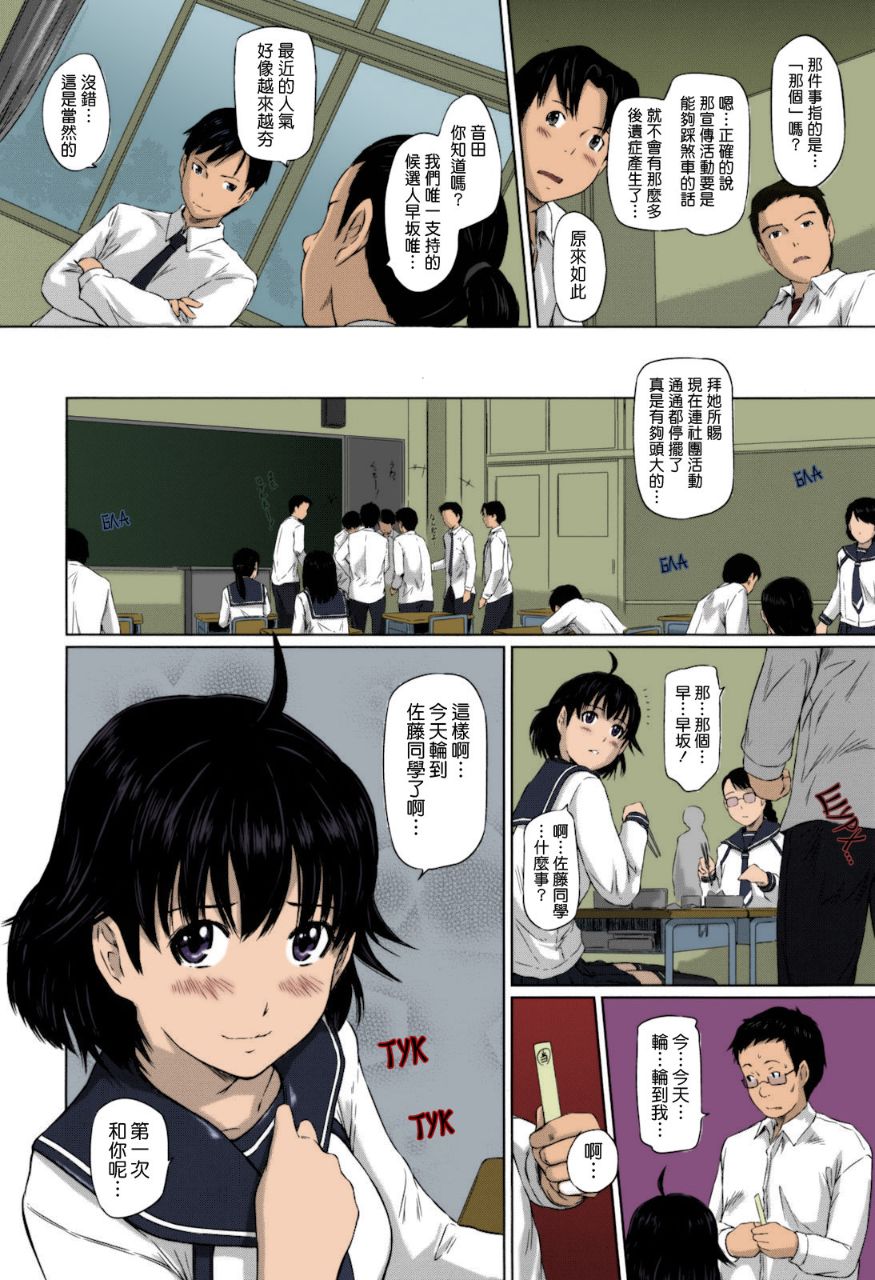 那件事指的是…
「那個」嗎？
嗯…正確的說
那宣傳活動要是
能夠踩煞車的話
就不會有那麼多
後遺症產生了…
原來如此
音田
你知道嗎？
我們唯一支持的
候選人早坂唯…
最近的人氣
好像越來越夯
沒錯…
這是當然的
拜她所賜
現在連社團活動
通通都停擺了
真是有夠頭大的…
БЛА
БЛА
БЛА
那…那個…
早…早坂！
啊…佐藤同學
…什麼事？
ШУРХ...
今…今天…
輪…輪到我…
啊…
這樣啊…
今天輪到
佐藤同學了啊…
ТУК
ТУК
第一次
和你呢…